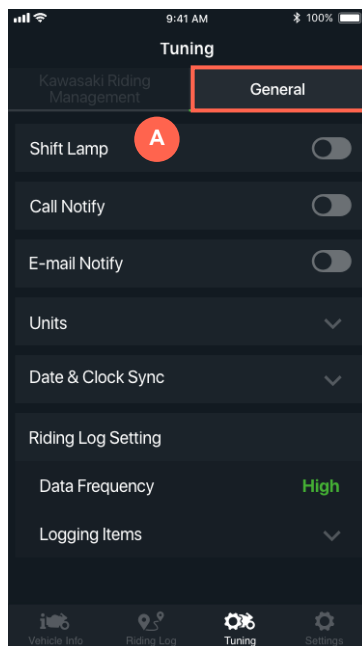 9:41 AM
100%
Tuning
Kawasaki Riding
Management
General
A
Shift Lamp
Call Notify
E-mail Notify
Units
Date & Clock Sync
Riding Log Setting
Data Frequency
High
Logging Items
Vehicle Info
Riding Log
Tuning
Settings